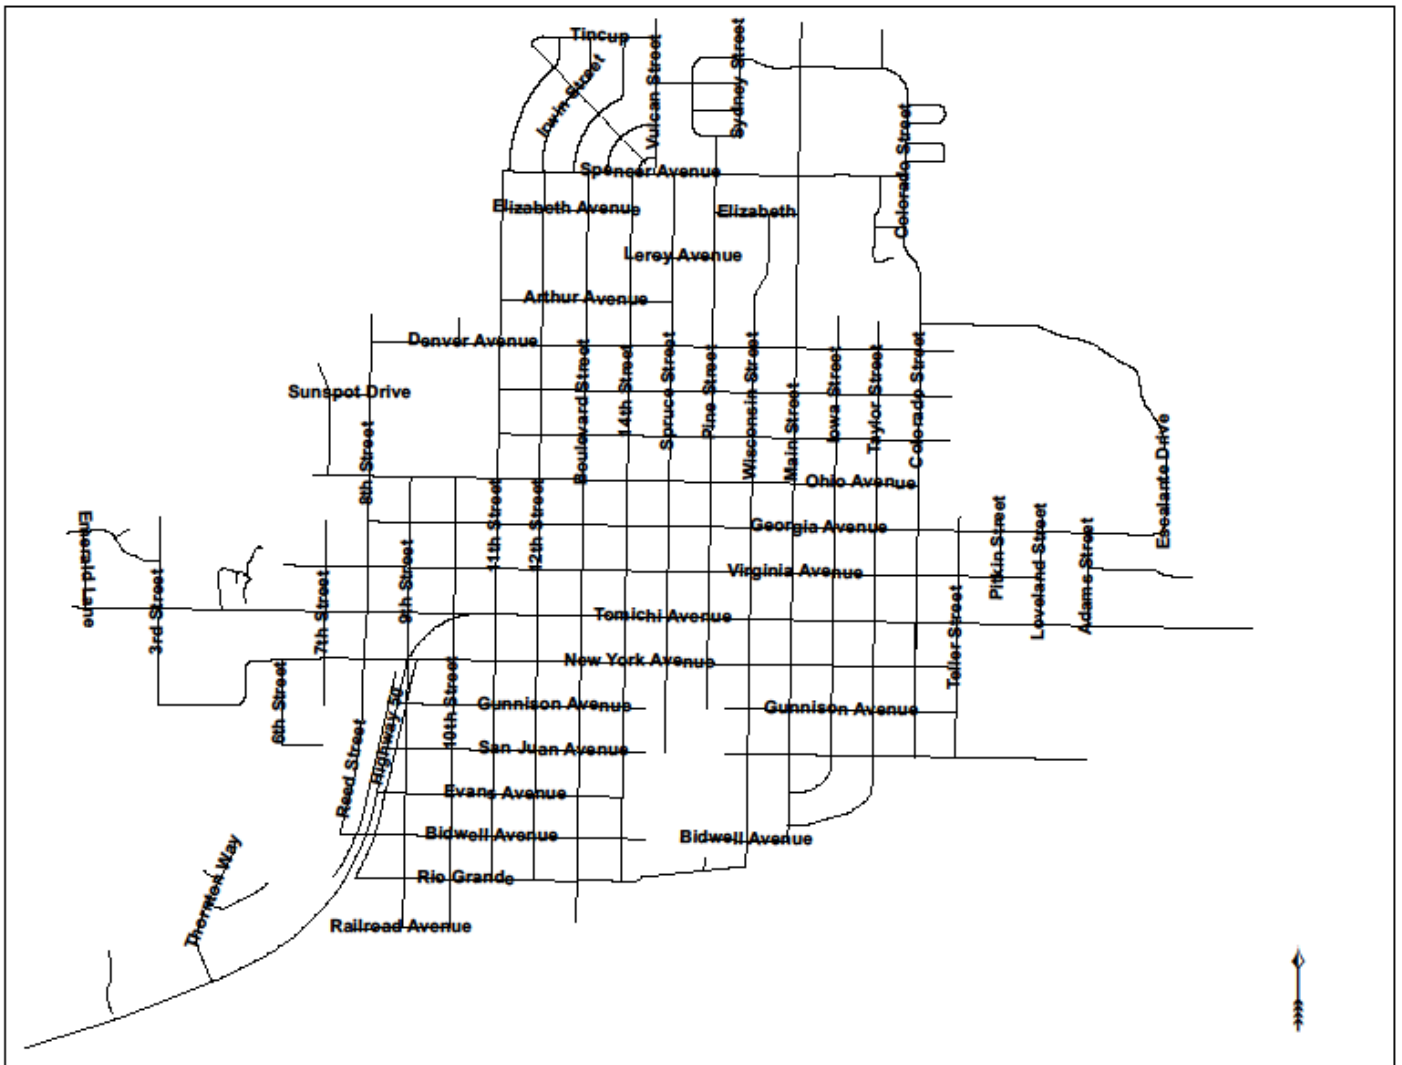 Tincup
Irwin Street
Vulcan Street
Sydney Street
Colorado Street
Spencer Avenue
Elizabeth Avenue
Elizabeth
Leroy Avenue
Arthur Avenue
Denver Avenue
Sunspot Drive
8th Street
Boulevard Street
14th Street
Spruce Street
Pine Street
Wisconsin Street
Main Street
Iowa Street
Taylor Street
Colorado Street
Escalante Drive
Ohio Avenue
11th Street
12th Street
Georgia Avenue
Pitkin Street
Loveland Street
Adams Street
Emerald Lane
3rd Street
7th Street
9th Street
Virginia Avenue
Tomichi Avenue
Teller Street
New York Avenue
6th Street
10th Street
Highway 50
Gunnison Avenue
Gunnison Avenue
Reed Street
San Juan Avenue
Evans Avenue
Bidwell Avenue
Bidwell Avenue
Rio Grande
Thornton Way
Railroad Avenue